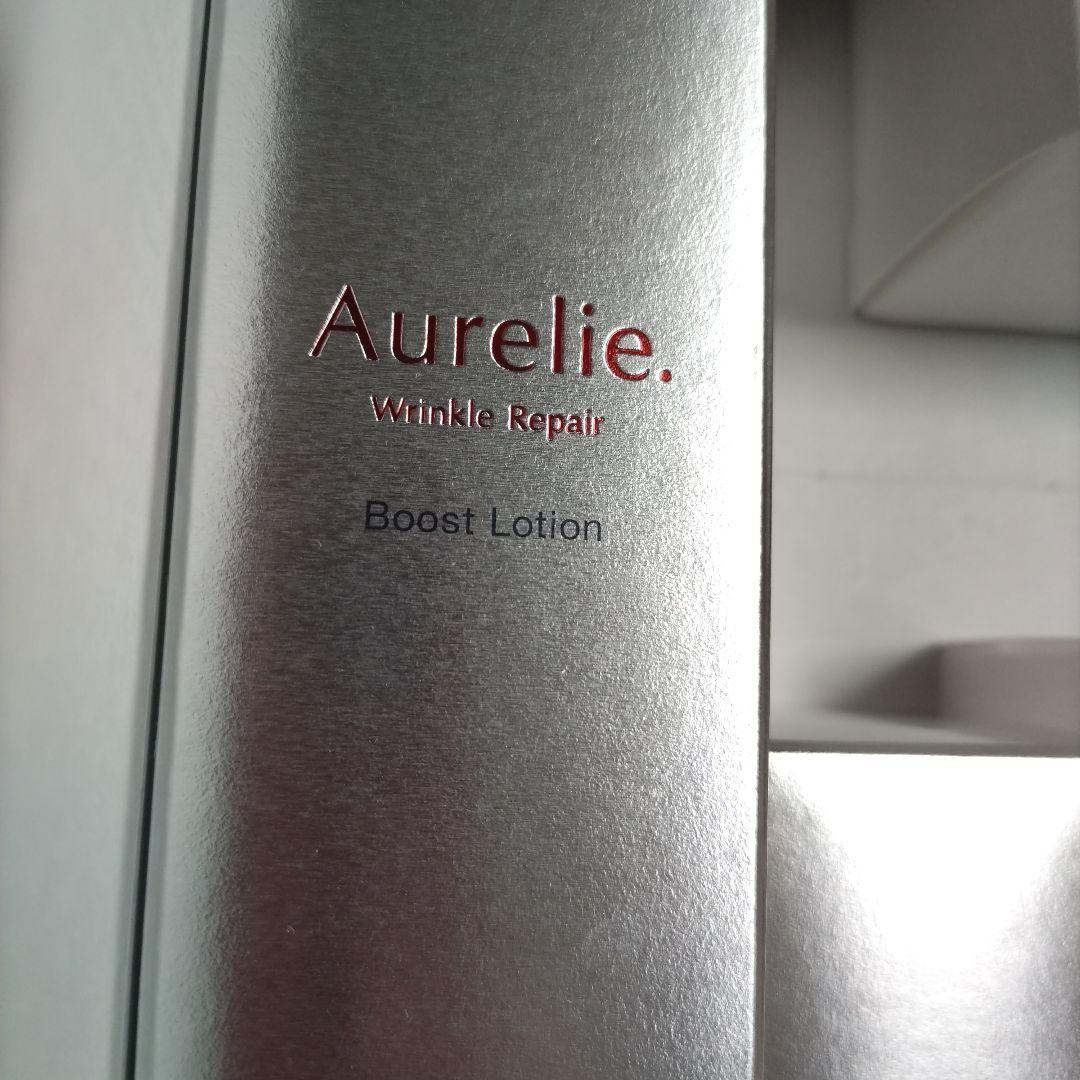 Aurelie.
Wrinkle Repair
Boost Lotion